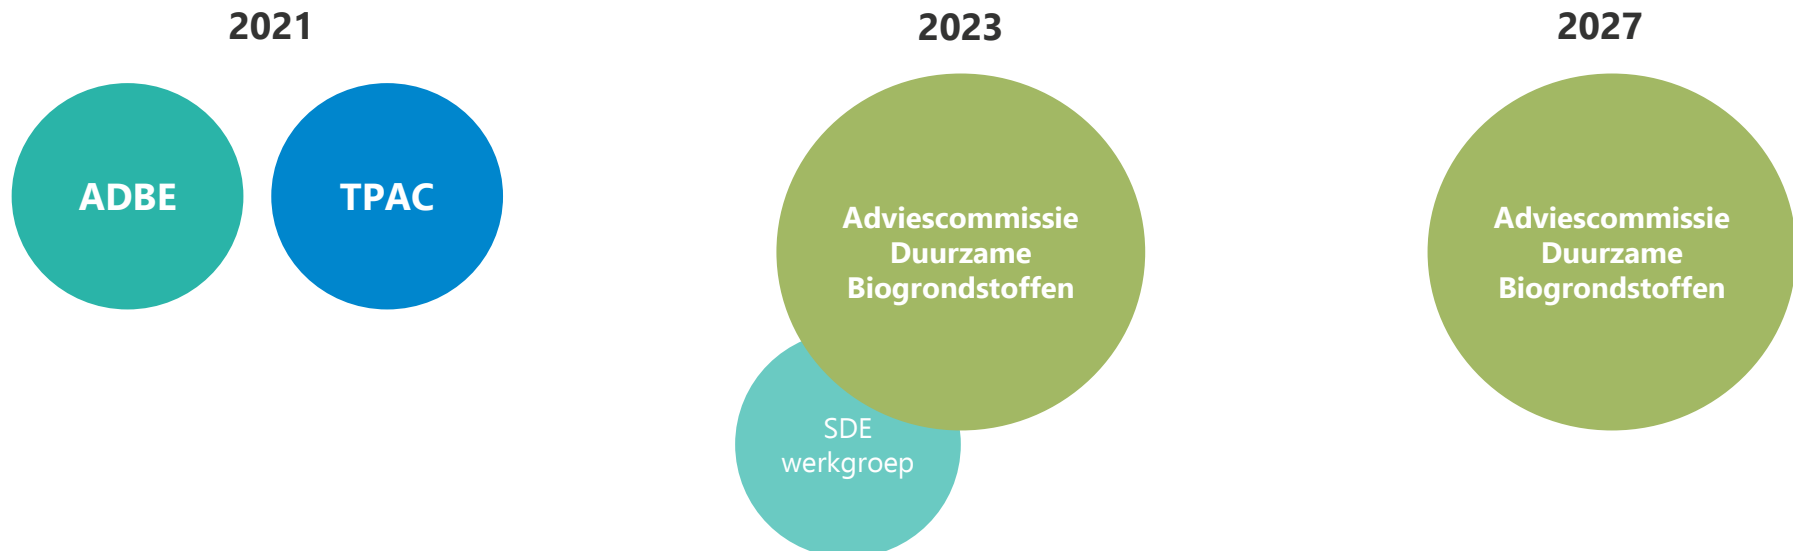 2021
2023
2027
ADBE
TPAC
Adviescommissie
Duurzame
Biogrondstoffen
SDE
werkgroep
Adviescommissie
Duurzame
Biogrondstoffen